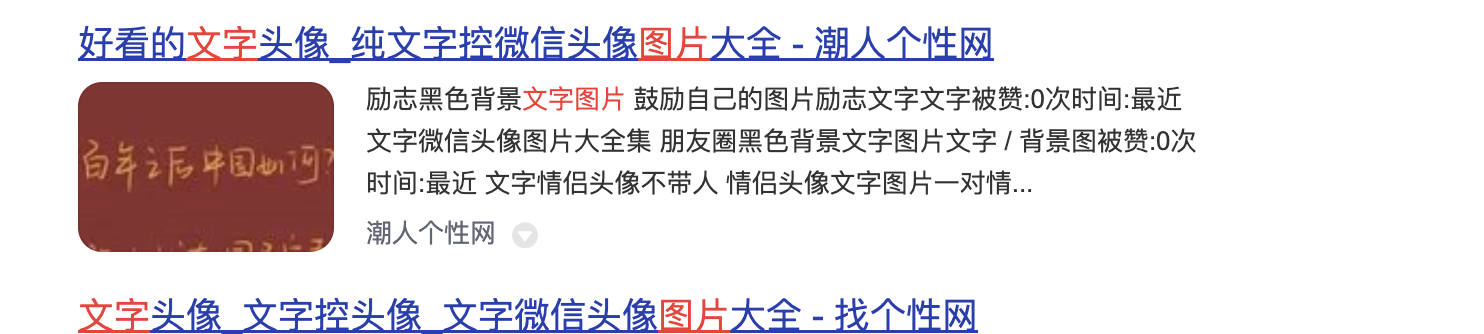 好看的文字头像_纯文字控微信头像图片大全 - 潮人个性网
励志黑色背景文字图片 鼓励自己的图片励志文字文字被赞:0次时间:最近
文字微信头像图片大全集 朋友圈黑色背景文字图片文字 / 背景图被赞:0次
时间:最近 文字情侣头像不带人 情侣头像文字图片一对情...
百年之后中国如何?
潮人个性网
文字头像_文字控头像_文字微信头像图片大全 - 找个性网